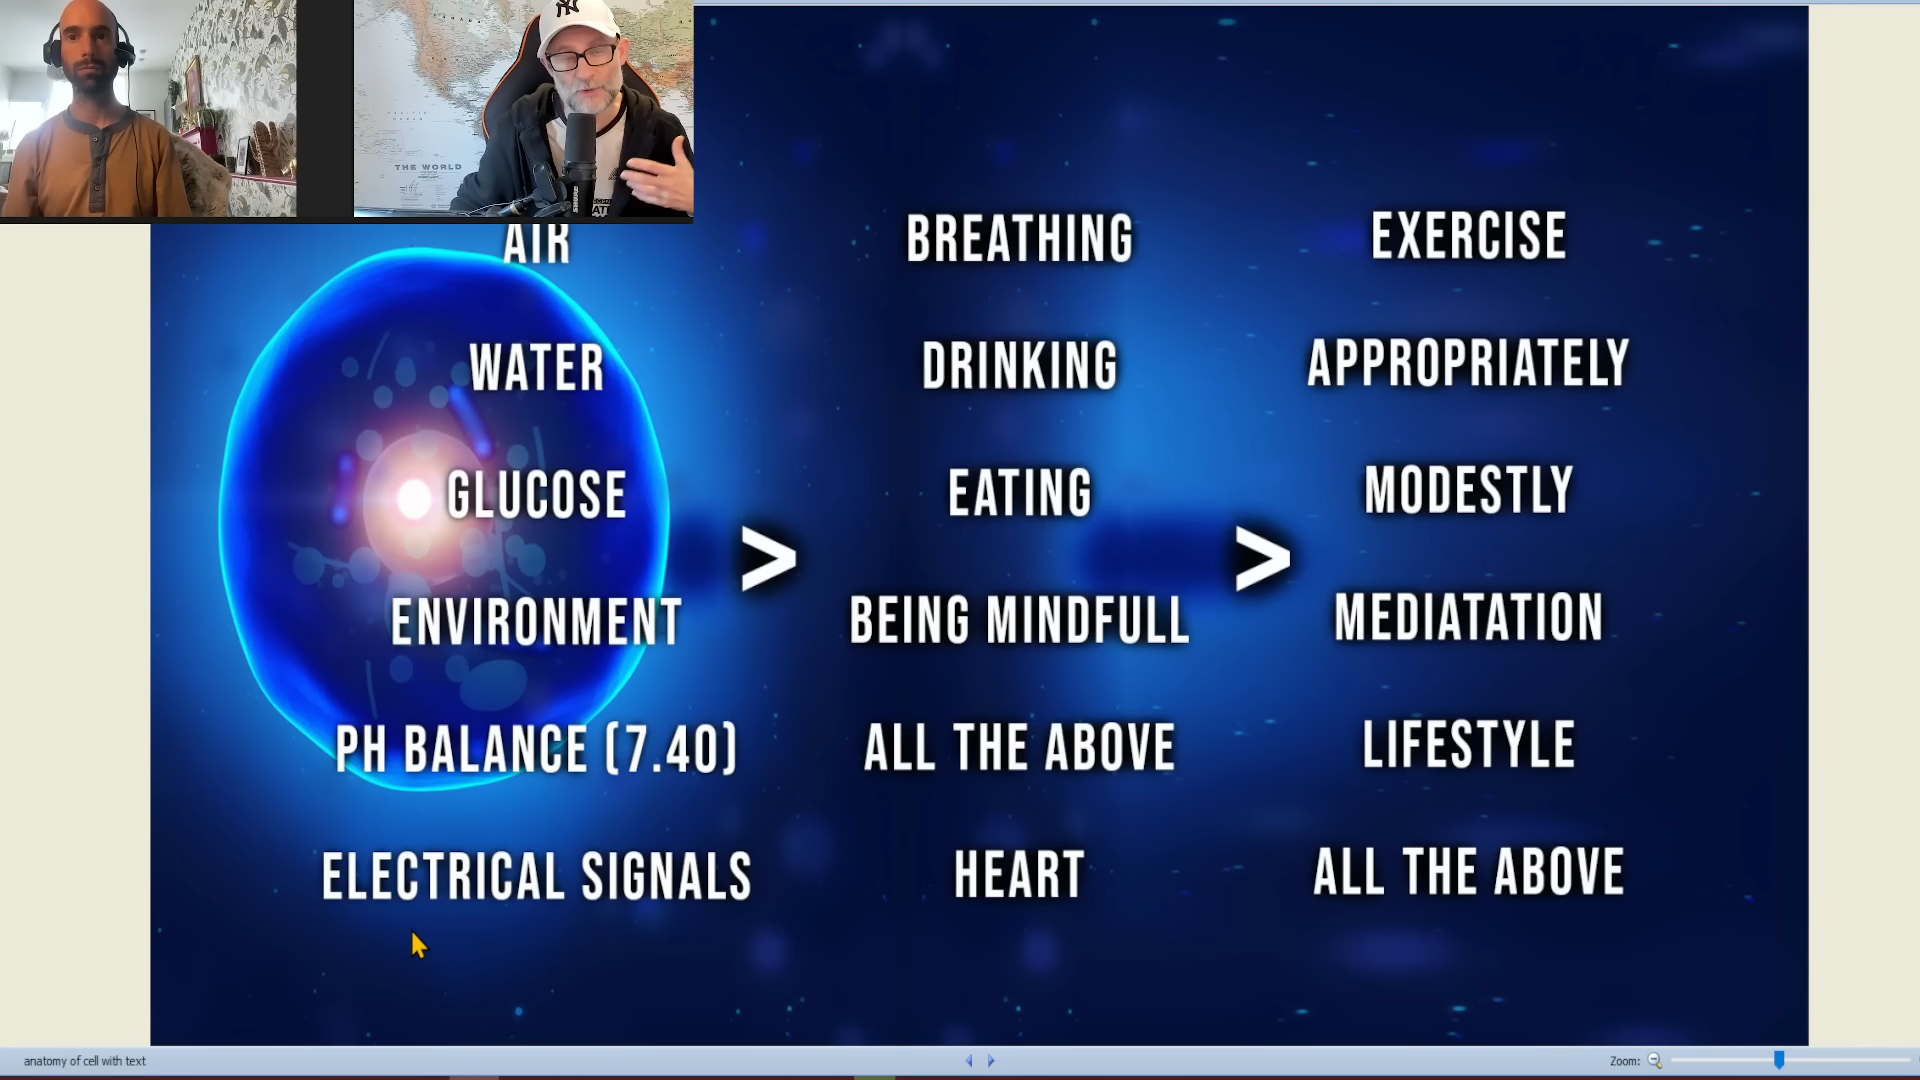 THE WORLD
SHURE
AIR
WATER
GLUCOSE
ENVIRONMENT
PH BALANCE (7.40)
ELECTRICAL SIGNALS
>
BREATHING
DRINKING
EATING
BEING MINDFULL
ALL THE ABOVE
HEART
>
EXERCISE
APPROPRIATELY
MODESTLY
MEDIATATION
LIFESTYLE
ALL THE ABOVE
anatomy of cell with text
Zoom: